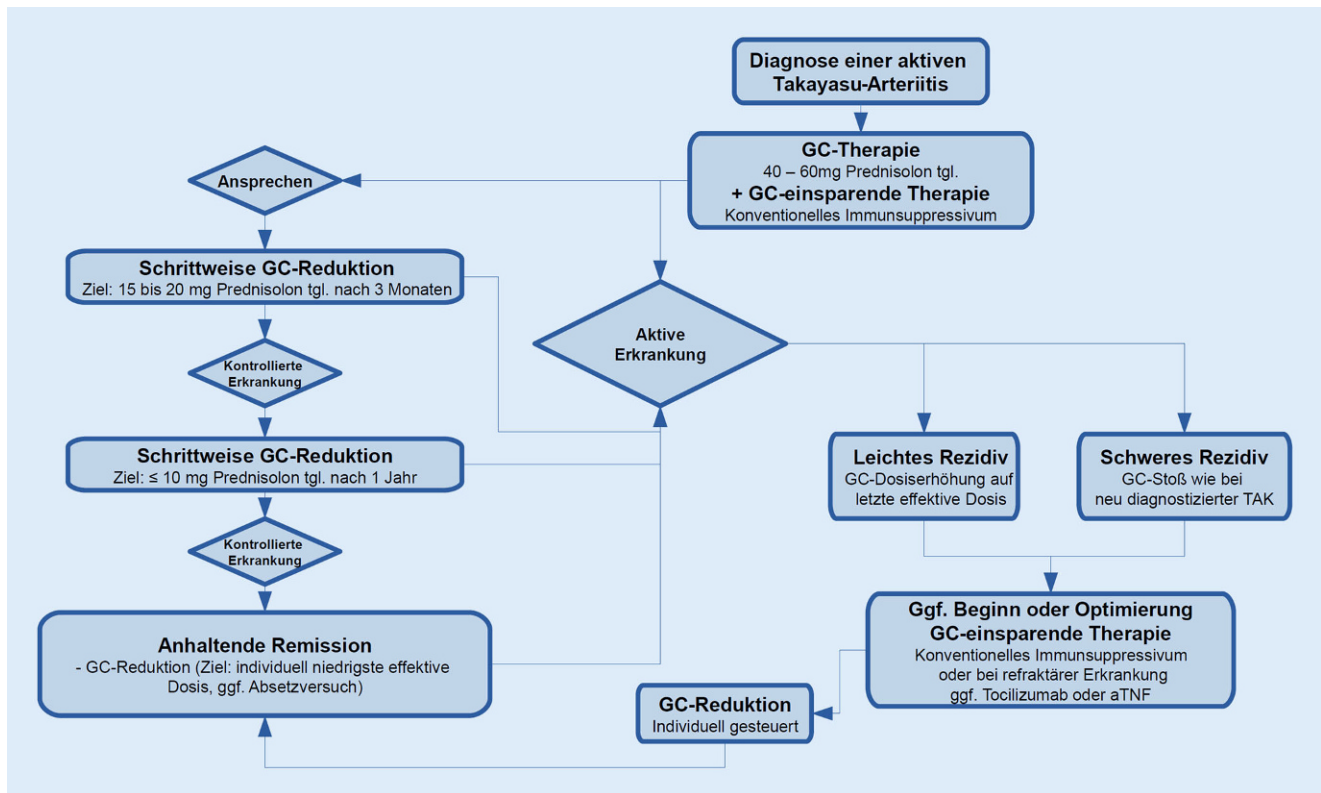 Diagnose einer aktiven
Takayasu-Arteriitis
GC-Therapie
40 – 60mg Prednisolon tgl.
+ GC-einsparende Therapie
Konventionelles Immunsuppressivum
Ansprechen
Schrittweise GC-Reduktion
Ziel: 15 bis 20 mg Prednisolon tgl. nach 3 Monaten
Kontrollierte
Erkrankung
Schrittweise GC-Reduktion
Ziel: ≤ 10 mg Prednisolon tgl. nach 1 Jahr
Kontrollierte
Erkrankung
Anhaltende Remission
- GC-Reduktion (Ziel: individuell niedrigste effektive
Dosis, ggf. Absetzversuch)
Aktive
Erkrankung
Leichtes Rezidiv
GC-Dosiserhöhung auf
letzte effektive Dosis
Schweres Rezidiv
GC-Stoß wie bei
neu diagnostizierter TAK
Ggf. Beginn oder Optimierung
GC-einsparende Therapie
Konventionelles Immunsuppressivum
oder bei refraktärer Erkrankung
ggf. Tocilizumab oder aTNF
GC-Reduktion
Individuell gesteuert